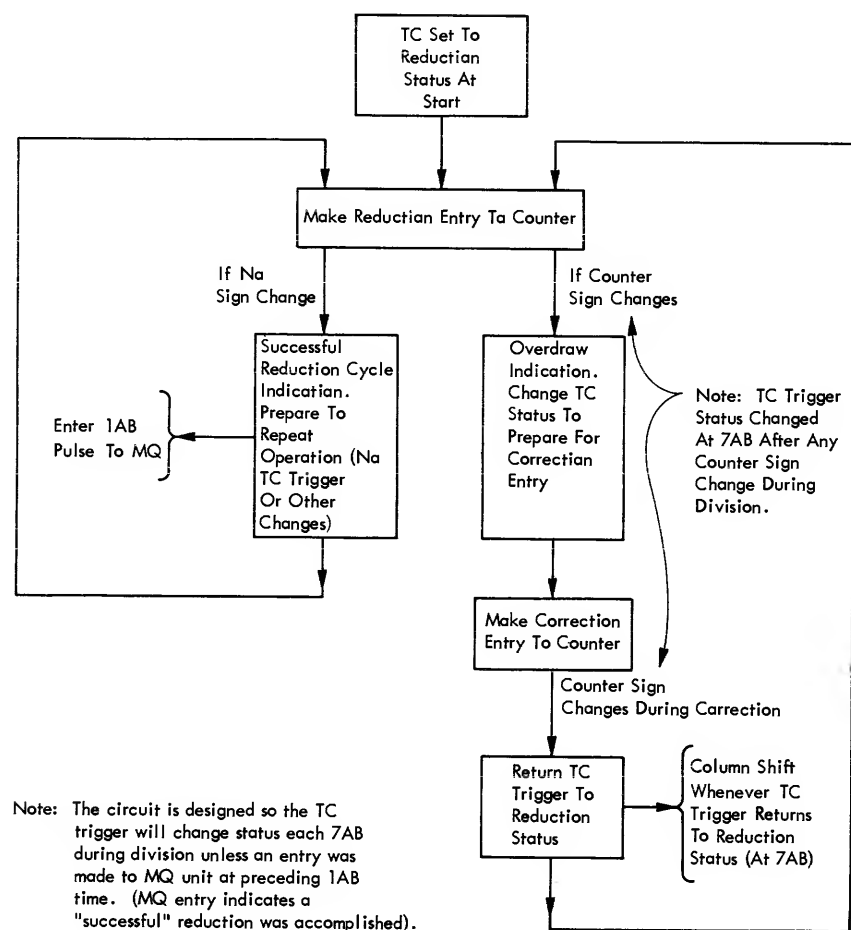 TC Set To
Reduction
Status At
Start
Make Reductian Entry Ta Counter
If Na
Sign Change
If Counter
Sign Changes
Successful
Reduction Cycle
Indication.
Prepare To
Repeat
Operation (Na
TC Trigger
Or Other
Changes)
Enter 1AB
Pulse To MQ
Overdraw
Indication.
Change TC
Status To
Prepare For
Correctian
Entry
Note: TC Trigger
Status Changed
At 7AB After Any
Counter Sign
Change During
Division.
Make Correction
Entry To Counter
Counter Sign
Changes During Carrection
Return TC
Trigger To
Reduction
Status
Column Shift
Whenever TC
Trigger Returns
To Reduction
Status (At 7AB)
Note: The circuit is designed so the TC
trigger will change status each 7AB
during division unless an entry was
made to MQ unit at preceding 1AB
time. (MQ entry indicates a
"successful" reduction was accomplished).